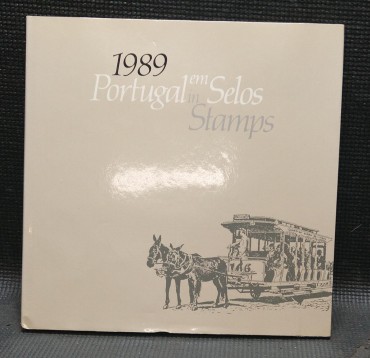 1989
Portugal em Selos
in Stamps